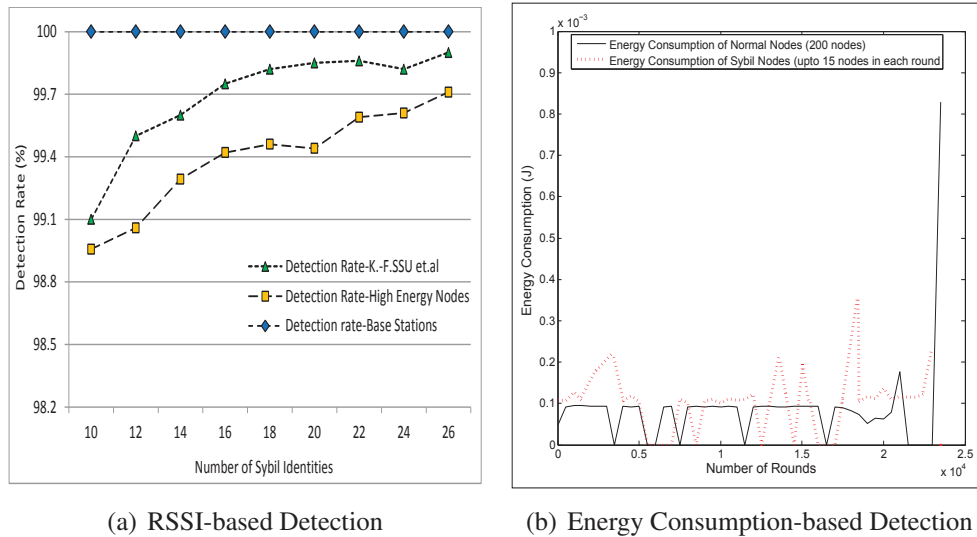 100
99.7
99.4
99.1
98.8
98.5
98.2
Detection Rate (%)
Detection Rate-K.-F.SSU et.al
Detection Rate-High Energy Nodes
Detection rate-Base Stations
10 12 14 16 18 20 22 24 26
Number of Sybil Identities
(a) RSSI-based Detection
x 10⁻³
1
0.9
0.8
0.7
0.6
0.5
0.4
0.3
0.2
0.1
0
Energy Consumption (J)
Energy Consumption of Normal Nodes (200 nodes)
Energy Consumption of Sybil Nodes (upto 15 nodes in each round
0 0.5 1 1.5 2 2.5
Number of Rounds
x 10⁴
(b) Energy Consumption-based Detection